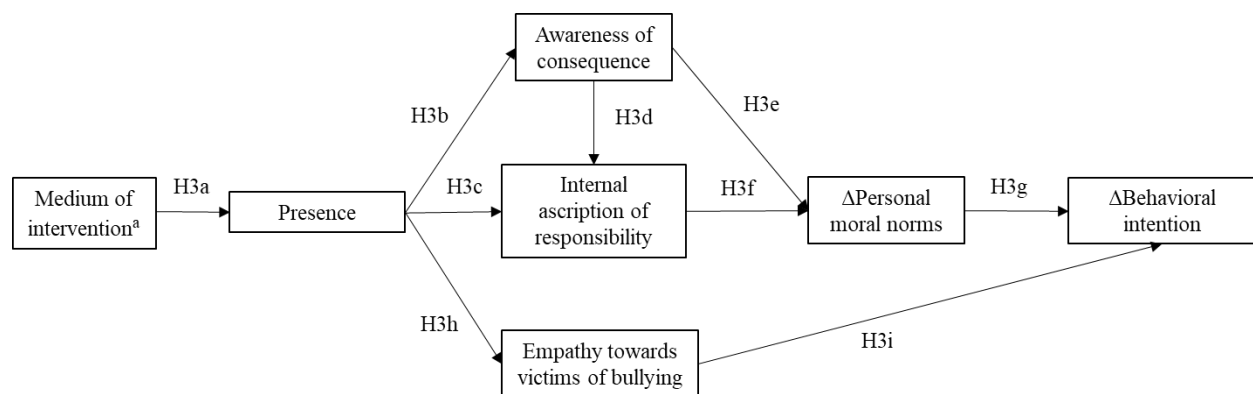 Awareness of
consequence
H3b
H3d
H3e
Medium of
interventionᵃ
H3a
Presence
H3c
Internal
ascription of
responsibility
H3f
ΔPersonal
moral norms
H3g
ΔBehavioral
intention
H3h
Empathy towards
victims of bullying
H3i